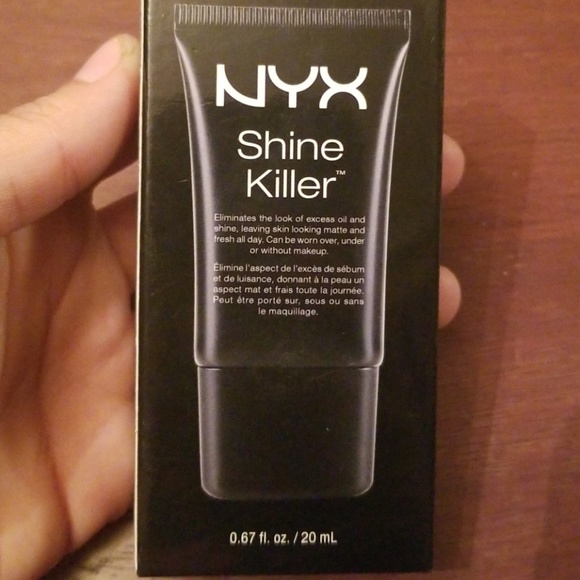 NYX
Shine
Killer™
Eliminates the look of excess oil and
shine, leaving skin looking matte and
fresh all day. Can be worn over, under
or without makeup.
Élimine l'aspect de l'excès de sébum
et de luisance, donnant à la peau un
aspect mat et frais toute la journée.
Peut être porté sur, sous ou sans
le maquillage.
0.67 fl. oz. / 20 mL